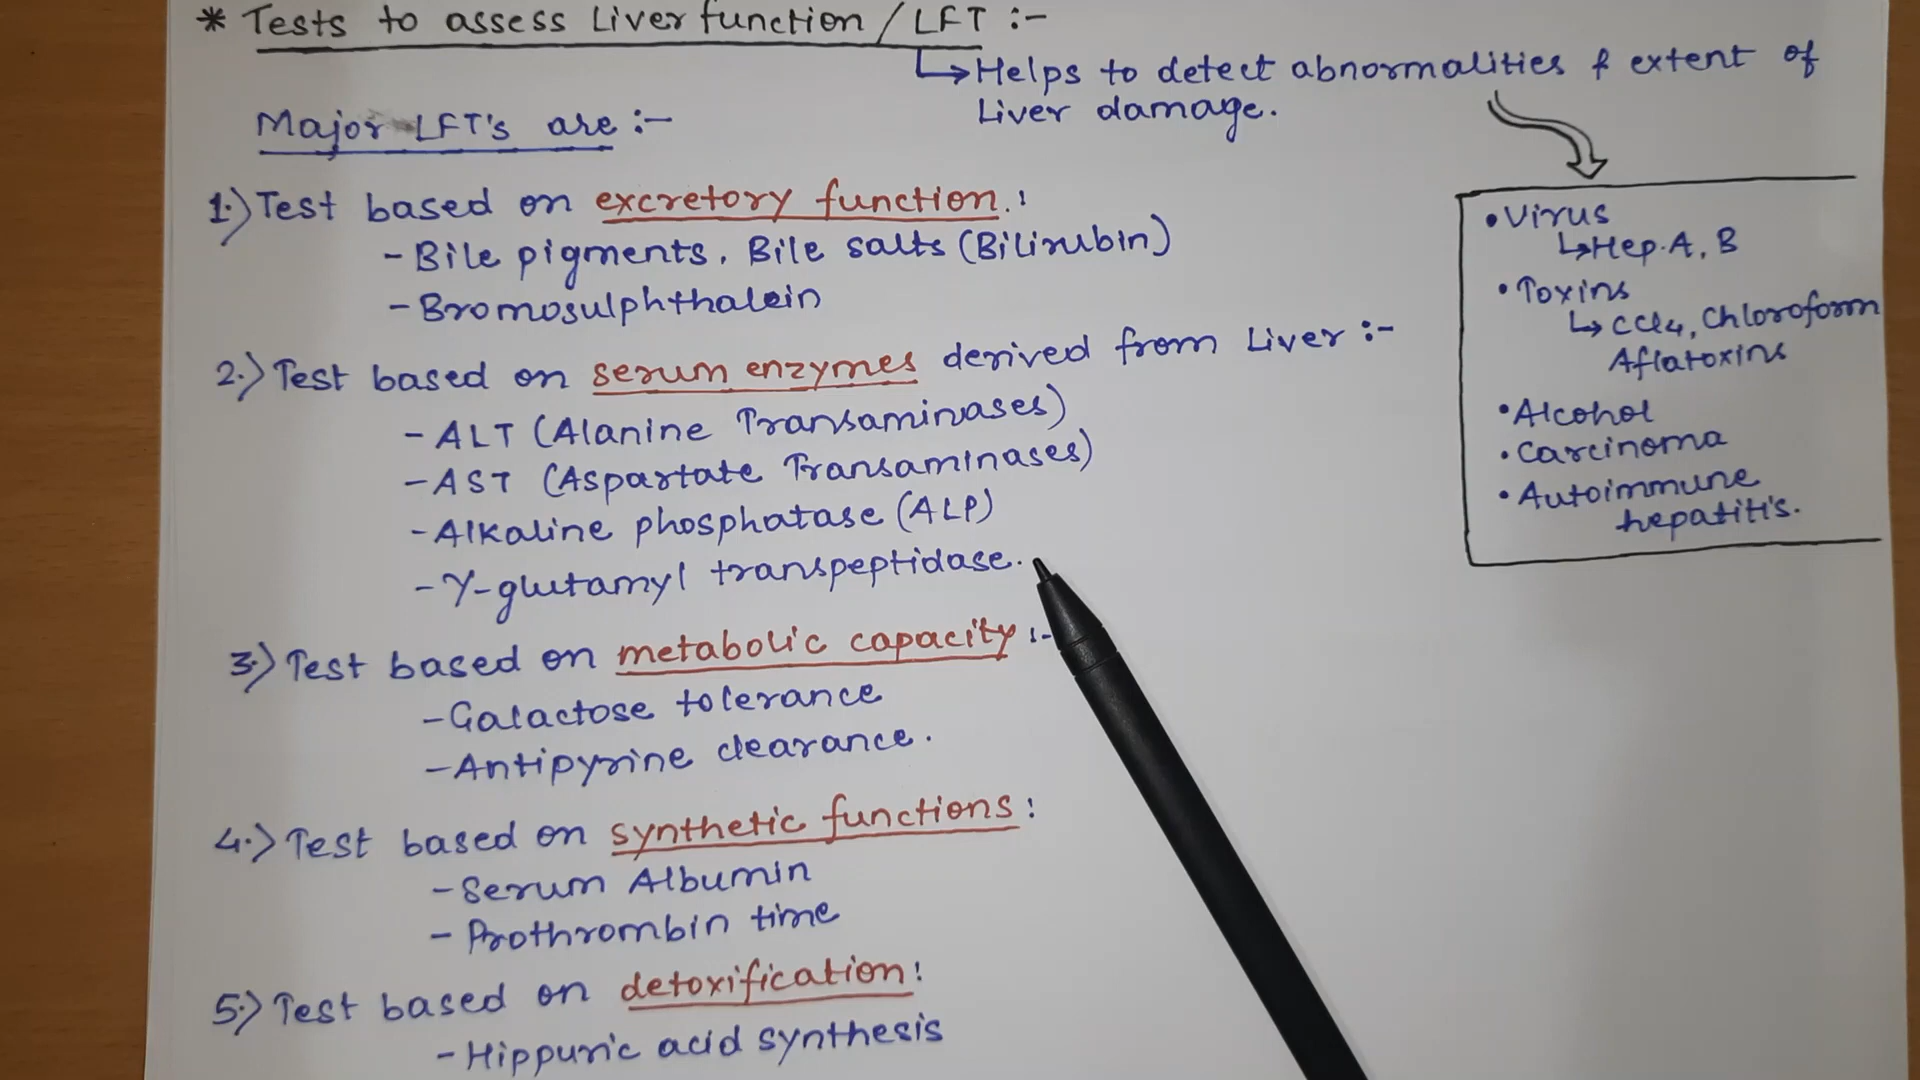 * Tests to assess Liver function / LFT :-
↳ Helps to detect abnormalities & extent of
Liver damage.
Major LFT's are :-
1.) Test based on excretory function :
- Bile pigments, Bile salts (Bilirubin)
- Bromosulphthalein
2.) Test based on serum enzymes derived from Liver :-
- ALT (Alanine Transaminases)
- AST (Aspartate Transaminases)
- Alkaline phosphatase (ALP)
- γ-glutamyl transpeptidase.
3.) Test based on metabolic capacity :-
- Galactose tolerance
- Antipyrine clearance.
4.) Test based on synthetic functions :
- Serum Albumin
- Prothrombin time
5.) Test based on detoxification :
- Hippuric acid synthesis
• Virus
↳ Hep. A, B
• Toxins
↳ CCl4, Chloroform
Aflatoxins
• Alcohol
• Carcinoma
• Autoimmune
hepatitis.